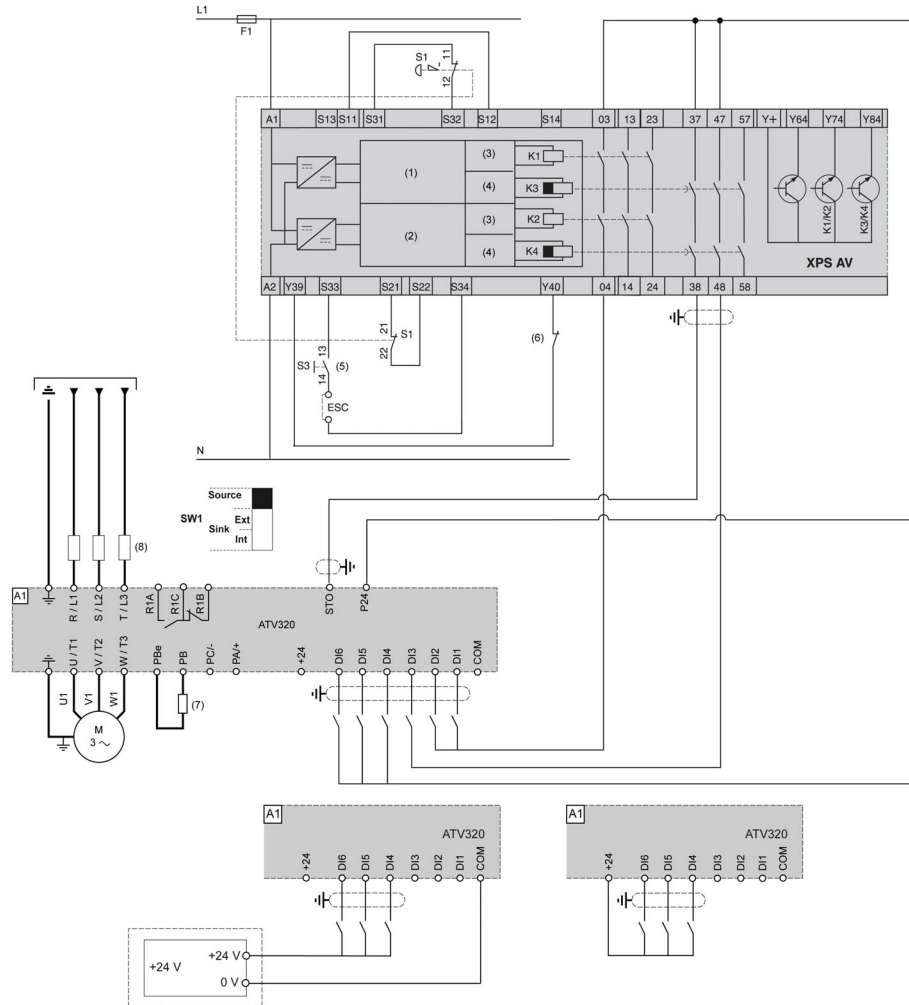 L1
F1
S1
11
12
A1 S13 S11 S31 S32 S12 S14 03 13 23 37 47 57 Y+ Y64 Y74 Y84
(1)
(3)
K1
(4)
K3
(2)
(3)
K2
(4)
K4
K1/K2
K3/K4
XPS AV
A2 Y39 S33 S21 S22 S34 Y40 04 14 24 38 48 58
21
22
S1
(6)
13
S3
14
(5)
ESC
N
Source
SW1
Sink
Ext
Int
(8)
A1
R / L1
S / L2
T / L3
R1A
R1C
R1B
STO
P24
ATV320
U / T1
V / T2
W / T3
PBe
PB
PC/-
PA/+
+24
DI6
DI5
DI4
DI3
DI2
DI1
COM
U1
V1
W1
M
3 ~
(7)
A1
ATV320
+24
DI6
DI5
DI4
DI3
DI2
DI1
COM
+24 V
+24 V
0 V
A1
ATV320
+24
DI6
DI5
DI4
DI3
DI2
DI1
COM